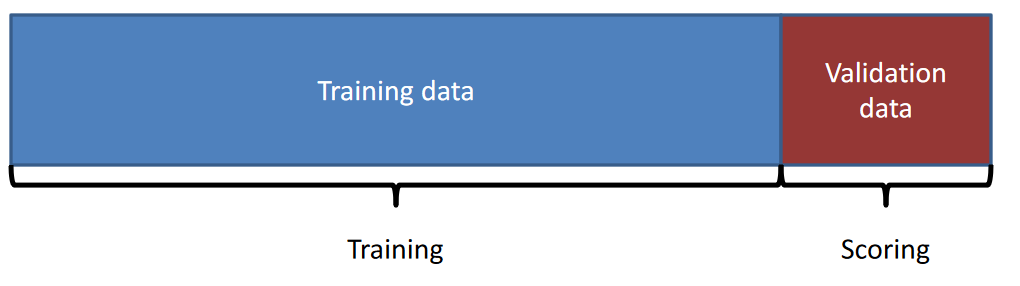 Training data
Validation
data
Training
Scoring